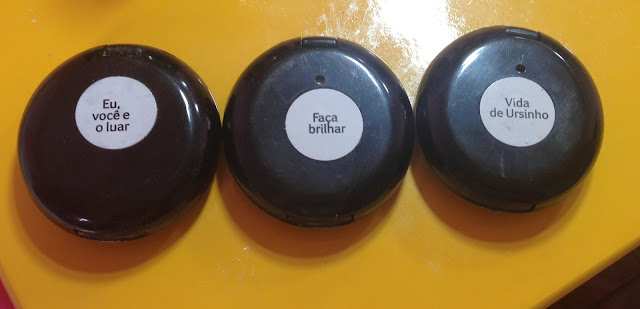 Eu,
você e
o luar
Faça
brilhar
Vida
de Ursinho